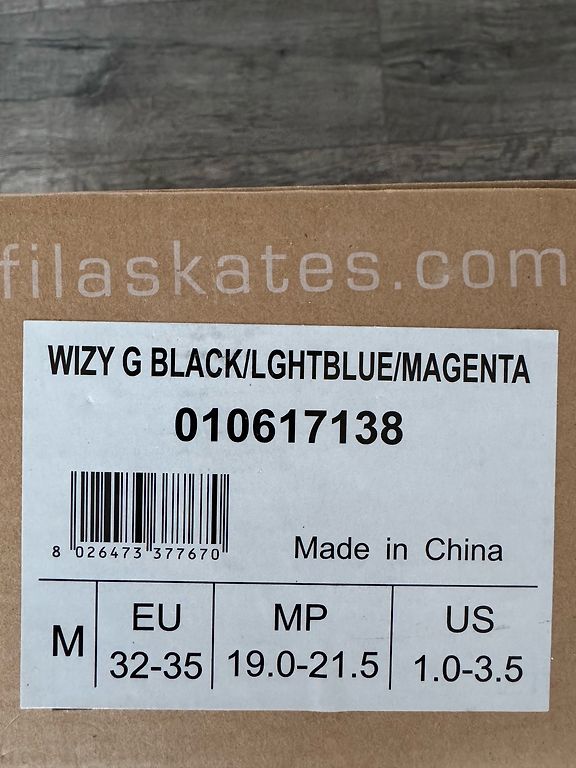 filaskates.com
WIZY G BLACK/LGHTBLUE/MAGENTA
010617138
8 026473 377670
Made in China
M
EU
32-35
MP
19.0-21.5
US
1.0-3.5